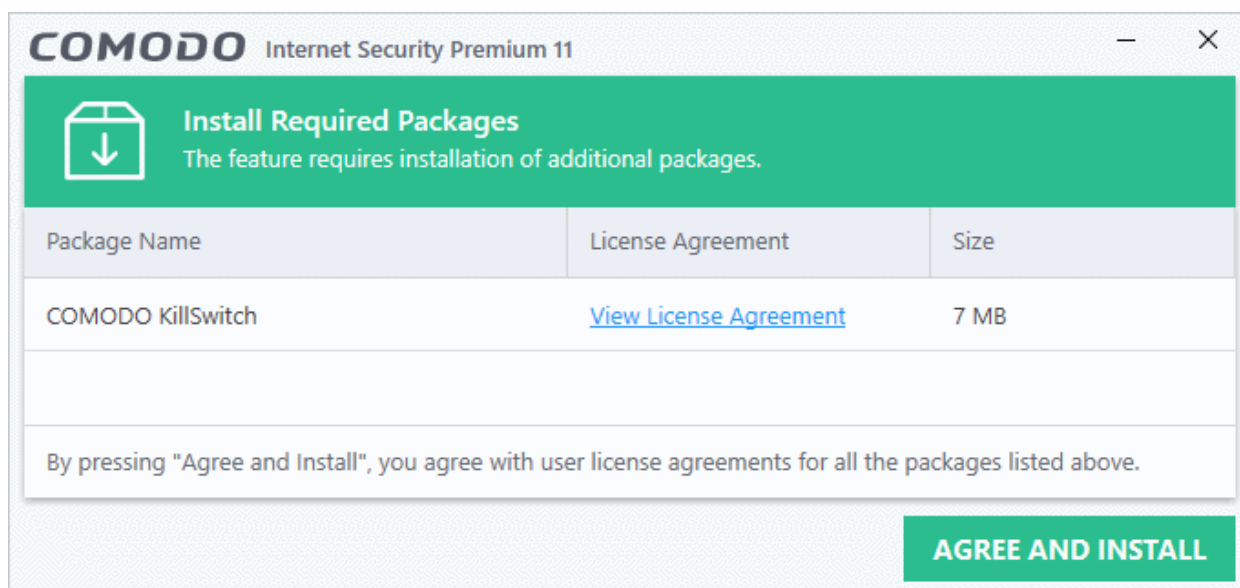 COMODO Internet Security Premium 11
Install Required Packages
The feature requires installation of additional packages.
Package Name License Agreement Size
COMODO KillSwitch View License Agreement 7 MB
By pressing "Agree and Install", you agree with user license agreements for all the packages listed above.
AGREE AND INSTALL